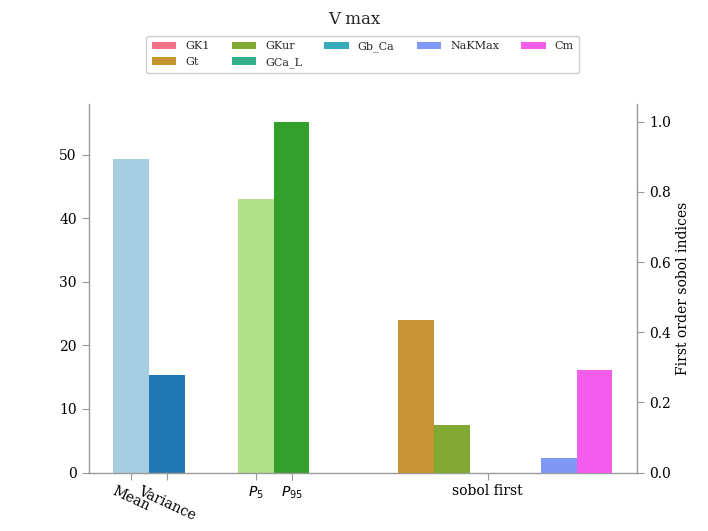 V max
GK1 GKur Gb_Ca NaKMax Cm
Gt GCa_L
50
40
30
20
10
0
1.0
0.8
0.6
0.4
0.2
0.0
First order sobol indices
Mean Variance P5 P95 sobol first